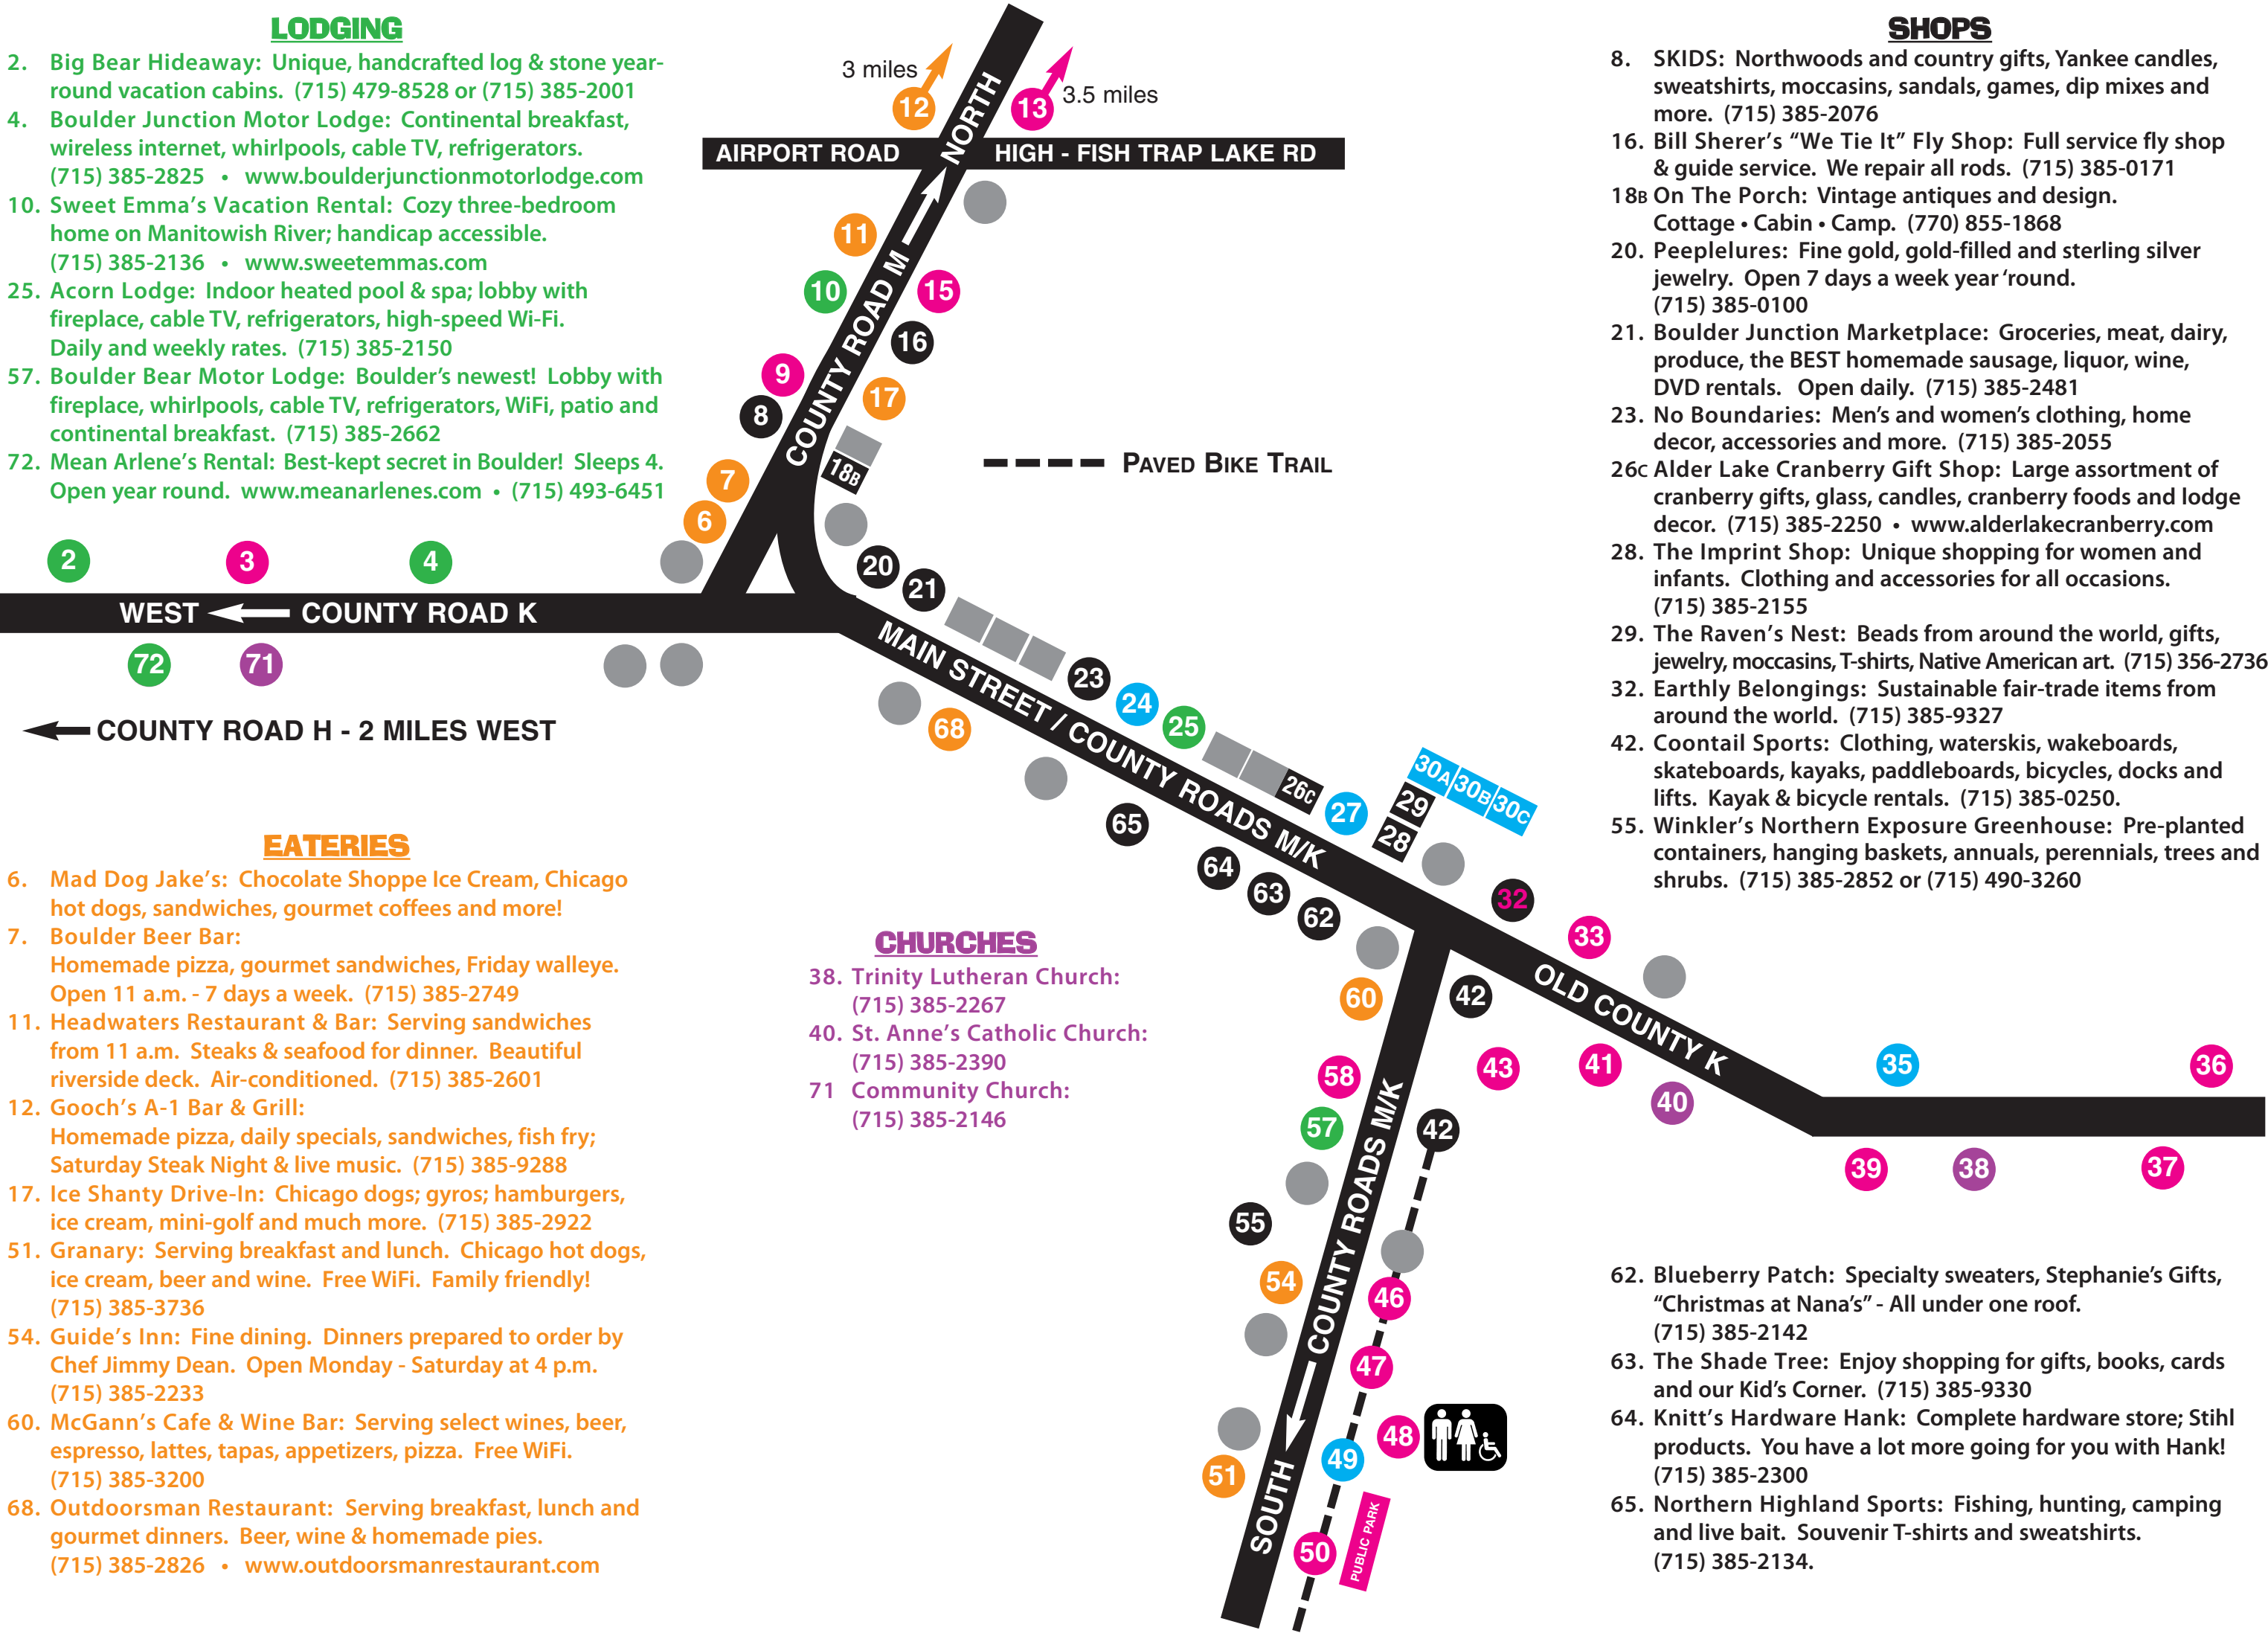 LODGING
2. Big Bear Hideaway: Unique, handcrafted log & stone year-
round vacation cabins. (715) 479-8528 or (715) 385-2001
4. Boulder Junction Motor Lodge: Continental breakfast,
wireless internet, whirlpools, cable TV, refrigerators.
(715) 385-2825 • www.boulderjunctionmotorlodge.com
10. Sweet Emma's Vacation Rental: Cozy three-bedroom
home on Manitowish River; handicap accessible.
(715) 385-2136 • www.sweetemmas.com
25. Acorn Lodge: Indoor heated pool & spa; lobby with
fireplace, cable TV, refrigerators, high-speed Wi-Fi.
Daily and weekly rates. (715) 385-2150
57. Boulder Bear Motor Lodge: Boulder's newest! Lobby with
fireplace, whirlpools, cable TV, refrigerators, WiFi, patio and
continental breakfast. (715) 385-2662
72. Mean Arlene's Rental: Best-kept secret in Boulder! Sleeps 4.
Open year round. www.meanarlenes.com • (715) 493-6451
EATERIES
6. Mad Dog Jake's: Chocolate Shoppe Ice Cream, Chicago
hot dogs, sandwiches, gourmet coffees and more!
7. Boulder Beer Bar:
Homemade pizza, gourmet sandwiches, Friday walleye.
Open 11 a.m. - 7 days a week. (715) 385-2749
11. Headwaters Restaurant & Bar: Serving sandwiches
from 11 a.m. Steaks & seafood for dinner. Beautiful
riverside deck. Air-conditioned. (715) 385-2601
12. Gooch's A-1 Bar & Grill:
Homemade pizza, daily specials, sandwiches, fish fry;
Saturday Steak Night & live music. (715) 385-9288
17. Ice Shanty Drive-In: Chicago dogs; gyros; hamburgers,
ice cream, mini-golf and much more. (715) 385-2922
51. Granary: Serving breakfast and lunch. Chicago hot dogs,
ice cream, beer and wine. Free WiFi. Family friendly!
(715) 385-3736
54. Guide's Inn: Fine dining. Dinners prepared to order by
Chef Jimmy Dean. Open Monday - Saturday at 4 p.m.
(715) 385-2233
60. McGann's Cafe & Wine Bar: Serving select wines, beer,
espresso, lattes, tapas, appetizers, pizza. Free WiFi.
(715) 385-3200
68. Outdoorsman Restaurant: Serving breakfast, lunch and
gourmet dinners. Beer, wine & homemade pies.
(715) 385-2826 • www.outdoorsmanrestaurant.com
CHURCHES
38. Trinity Lutheran Church:
(715) 385-2267
40. St. Anne's Catholic Church:
(715) 385-2390
71 Community Church:
(715) 385-2146
SHOPS
8. SKIDS: Northwoods and country gifts, Yankee candles,
sweatshirts, moccasins, sandals, games, dip mixes and
more. (715) 385-2076
16. Bill Sherer's "We Tie It" Fly Shop: Full service fly shop
& guide service. We repair all rods. (715) 385-0171
18B On The Porch: Vintage antiques and design.
Cottage • Cabin • Camp. (770) 855-1868
20. Peeplelures: Fine gold, gold-filled and sterling silver
jewelry. Open 7 days a week year 'round.
(715) 385-0100
21. Boulder Junction Marketplace: Groceries, meat, dairy,
produce, the BEST homemade sausage, liquor, wine,
DVD rentals. Open daily. (715) 385-2481
23. No Boundaries: Men's and women's clothing, home
decor, accessories and more. (715) 385-2055
26C Alder Lake Cranberry Gift Shop: Large assortment of
cranberry gifts, glass, candles, cranberry foods and lodge
decor. (715) 385-2250 • www.alderlakecranberry.com
28. The Imprint Shop: Unique shopping for women and
infants. Clothing and accessories for all occasions.
(715) 385-2155
29. The Raven's Nest: Beads from around the world, gifts,
jewelry, moccasins, T-shirts, Native American art. (715) 356-2736
32. Earthly Belongings: Sustainable fair-trade items from
around the world. (715) 385-9327
42. Coontail Sports: Clothing, waterskis, wakeboards,
skateboards, kayaks, paddleboards, bicycles, docks and
lifts. Kayak & bicycle rentals. (715) 385-0250.
55. Winkler's Northern Exposure Greenhouse: Pre-planted
containers, hanging baskets, annuals, perennials, trees and
shrubs. (715) 385-2852 or (715) 490-3260
62. Blueberry Patch: Specialty sweaters, Stephanie's Gifts,
"Christmas at Nana's" - All under one roof.
(715) 385-2142
63. The Shade Tree: Enjoy shopping for gifts, books, cards
and our Kid's Corner. (715) 385-9330
64. Knitt's Hardware Hank: Complete hardware store; Stihl
products. You have a lot more going for you with Hank!
(715) 385-2300
65. Northern Highland Sports: Fishing, hunting, camping
and live bait. Souvenir T-shirts and sweatshirts.
(715) 385-2134.
3 miles
12
13
3.5 miles
NORTH
AIRPORT ROAD
HIGH - FISH TRAP LAKE RD
11
10
15
COUNTY ROAD M
16
9
17
8
18B
7
6
PAVED BIKE TRAIL
2
3
4
WEST
COUNTY ROAD K
72
71
COUNTY ROAD H - 2 MILES WEST
20
21
MAIN STREET / COUNTY ROADS M/K
23
24
25
68
26C
27
30A
30B
30C
29
28
65
64
63
62
32
33
60
42
OLD COUNTY K
43
41
40
35
36
39
38
37
58
57
42
COUNTY ROADS M/K
55
54
46
47
48
49
51
SOUTH
50
PUBLIC PARK